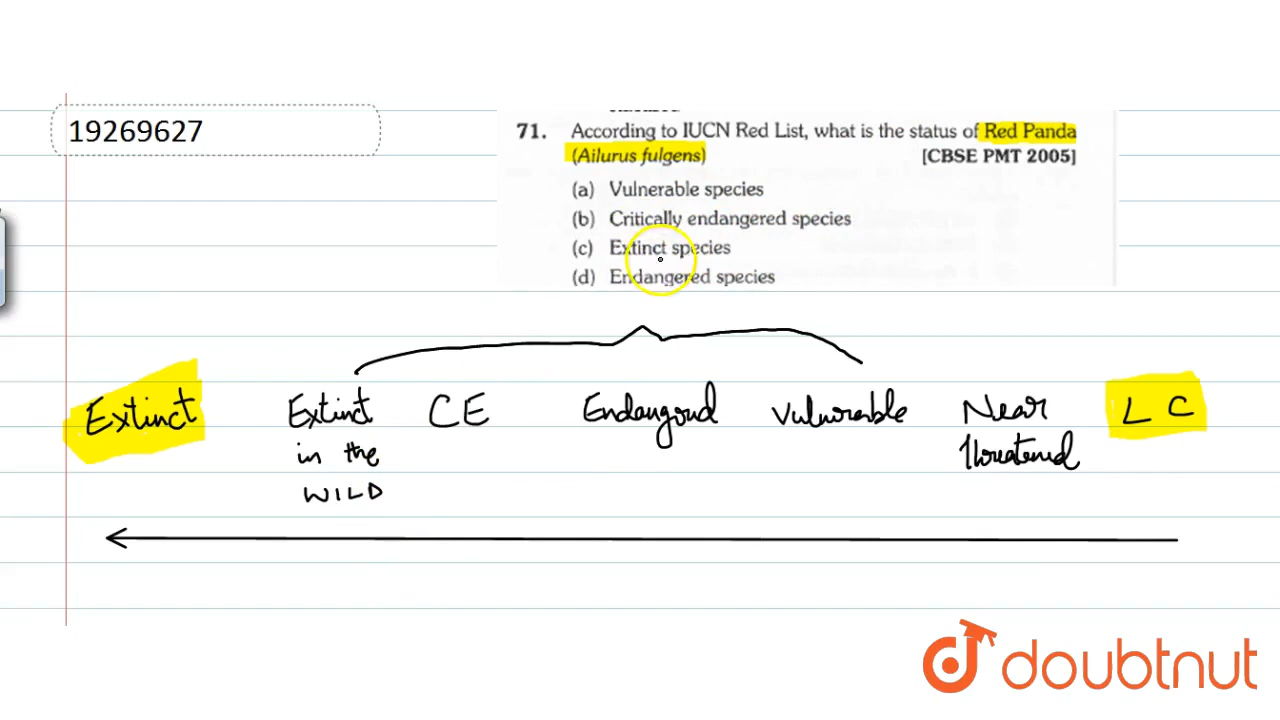 19269627
71. According to IUCN Red List, what is the status of Red Panda
(Ailurus fulgens) [CBSE PMT 2005]
(a) Vulnerable species
(b) Critically endangered species
(c) Extinct species
(d) Endangered species
Extinct Extinct CE Endangered Vulnerable Near LC
in the threatened
WILD
doubtnut